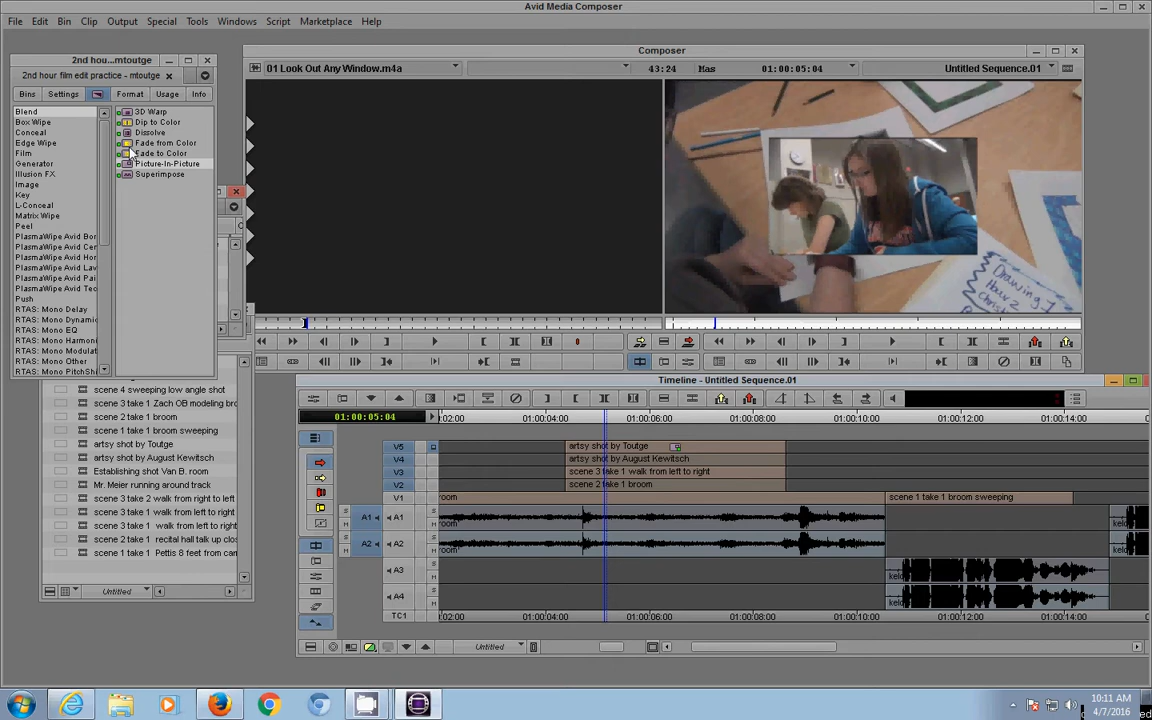 Avid Media Composer
File Edit Bin Clip Output Special Tools Windows Script Marketplace Help
2nd hou...mtoutge
2nd hour film edit practice - mtoutge
Bins Settings Format Usage Info
Blend
Box Wipe
Conceal
Edge Wipe
Film
Generator
Illusion FX
Image
Key
L-Conceal
Matrix Wipe
Peel
PlasmaWipe Avid Bor
PlasmaWipe Avid Cer
PlasmaWipe Avid Hor
PlasmaWipe Avid Lav
PlasmaWipe Avid Pai
PlasmaWipe Avid Tec
Push
RTAS: Mono Delay
RTAS: Mono Dynamic
RTAS: Mono EQ
RTAS: Mono Harmoni
RTAS: Mono Modulati
RTAS: Mono Other
RTAS: Mono PitchShi
3D Warp
Dip to Color
Dissolve
Fade from Color
Fade to Color
Picture-In-Picture
Superimpose
scene 4 sweeping low angle shot
scene 3 take 1 Zach OB modeling bro
scene 2 take 1 broom
scene 1 take 1 broom sweeping
artsy shot by Toutge
artsy shot by August Kewitsch
Establishing shot Van B. room
Mr. Meier running around track
scene 3 take 2 walk from right to left
scene 3 take 1 walk from left to right
scene 3 take 1 walk from left to right
scene 2 take 1 recital hall talk up clos
scene 1 take 1 Pettis 8 feet from cam
Untitled
Composer
01 Look Out Any Window.m4a 43:24 Mas 01:00:05:04 Untitled Sequence.01
Drawing 1
Hour 2
Timeline - Untitled Sequence.01
01:00:05:04
02:00 01:00:04:00 01:00:06:00 01:00:08:00 01:00:10:00 01:00:12:00 01:00:14:00
V5 artsy shot by Toutge
V4 artsy shot by August Kewitsch
V3 scene 3 take 1 walk from left to right
V2 scene 2 take 1 broom
V1 room scene 1 take 1 broom sweeping
A1 A1 room
A2 A2 room
A3
A4
TC1 02:00 01:00:04:00 01:00:06:00 01:00:08:00 01:00:10:00 01:00:12:00 01:00:14:00
Untitled
10:11 AM
4/7/2016